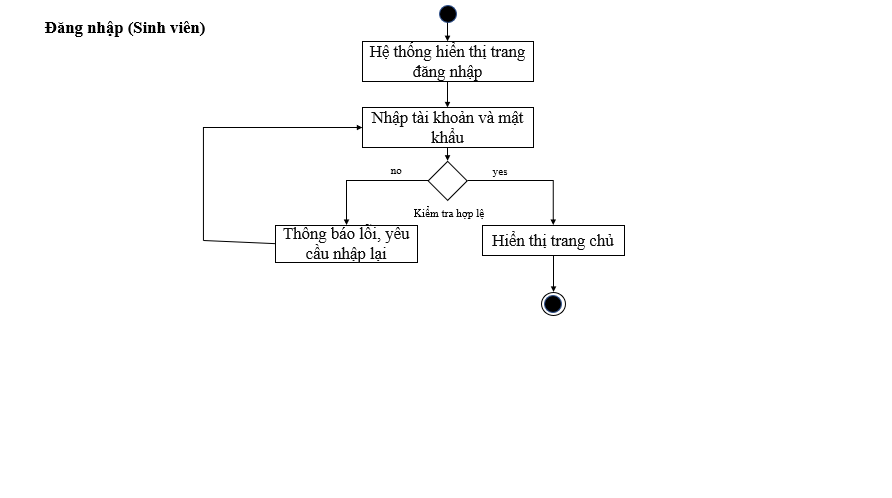 Đăng nhập (Sinh viên)
Hệ thống hiển thị trang
đăng nhập
Nhập tài khoản và mật
khẩu
no
yes
Kiểm tra hợp lệ
Thông báo lỗi, yêu
cầu nhập lại
Hiển thị trang chủ